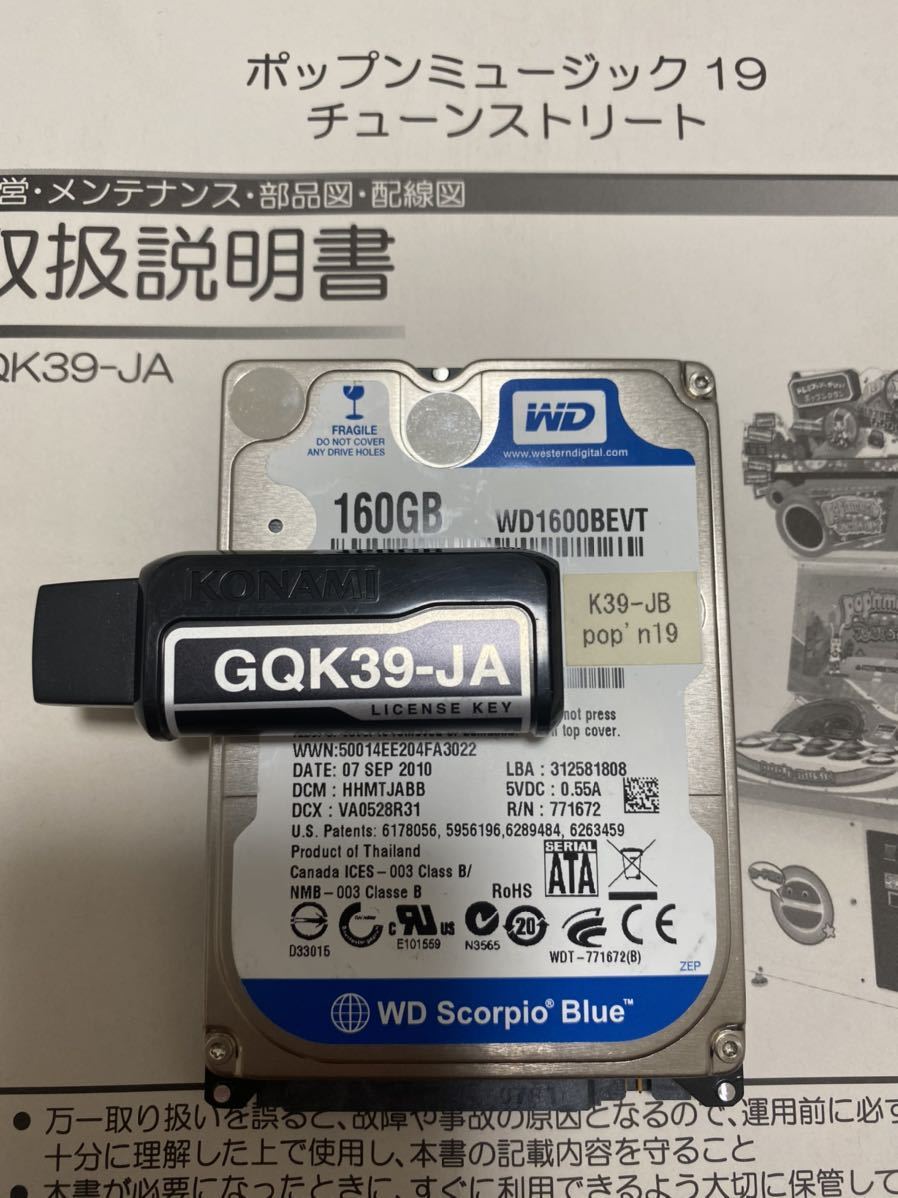 ポップンミュージック 19
チューンストリート
営・メンテナンス・部品図・配線図
取扱説明書
QK39-JA
FRAGILE
DO NOT COVER
ANY DRIVE HOLES
WD
www.westerndigital.com
160GB
WD1600BEVT
KONAMI
GQK39-JA
LICENSE KEY
K39-JB
pop'n19
not press
top cover.
WWN:50014EE204FA3022
DATE: 07 SEP 2010
LBA : 312581808
DCM : HHMTJABB
5VDC : 0.55A
DCX : VA0528R31
R/N : 771672
U.S. Patents: 6178056, 5956196,6289484, 6263459
Product of Thailand
Canada ICES-003 Class B/
NMB-003 Classe B
RoHS
SERIAL
ATA
D33015
c UL us
E101559
N3565
20
CE
WDT-771672(B)
ZEP
WD Scorpio® Blue™
pop'n music
● 万一取り扱いを誤ると、故障や事故の原因となるので、運用前に必ず
十分に理解した上で使用し、本書の記載内容を守ること
● 本書が必要になったときに、すぐに利用できるよう大切に保管して